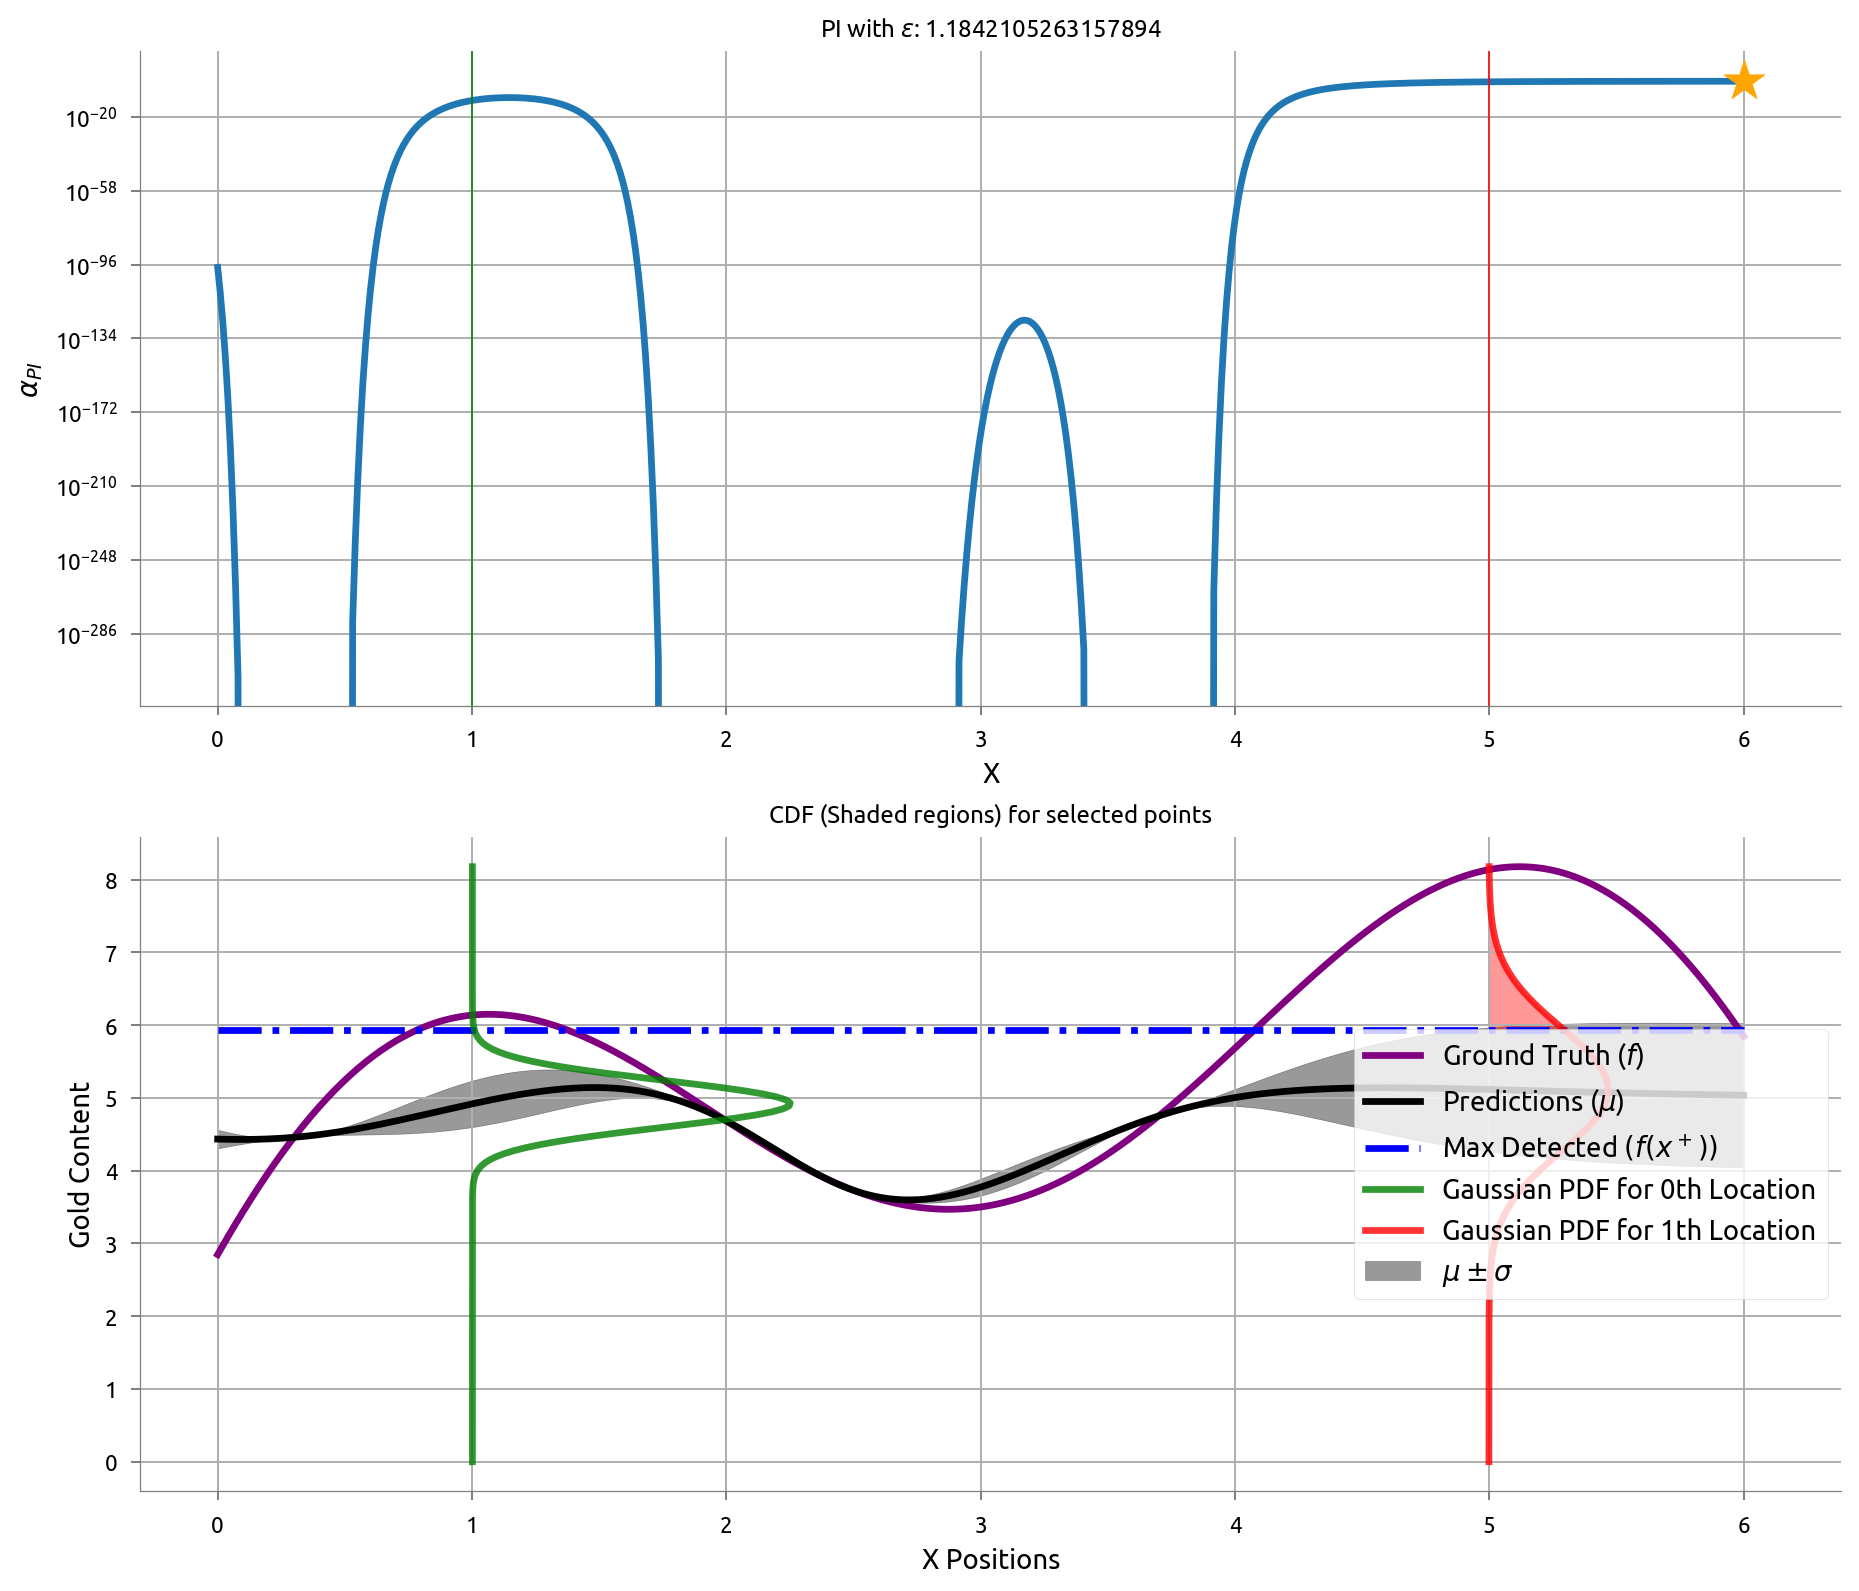 PI with ε: 1.1842105263157894
10⁻²⁰
10⁻⁵⁸
10⁻⁹⁶
10⁻¹³⁴
10⁻¹⁷²
10⁻²¹⁰
10⁻²⁴⁸
10⁻²⁸⁶
α_PI
0 1 2 3 4 5 6
X
CDF (Shaded regions) for selected points
8
7
6
5
4
3
2
1
0
Gold Content
Ground Truth (f)
Predictions (μ)
Max Detected (f(x⁺))
Gaussian PDF for 0th Location
Gaussian PDF for 1th Location
μ ± σ
0 1 2 3 4 5 6
X Positions